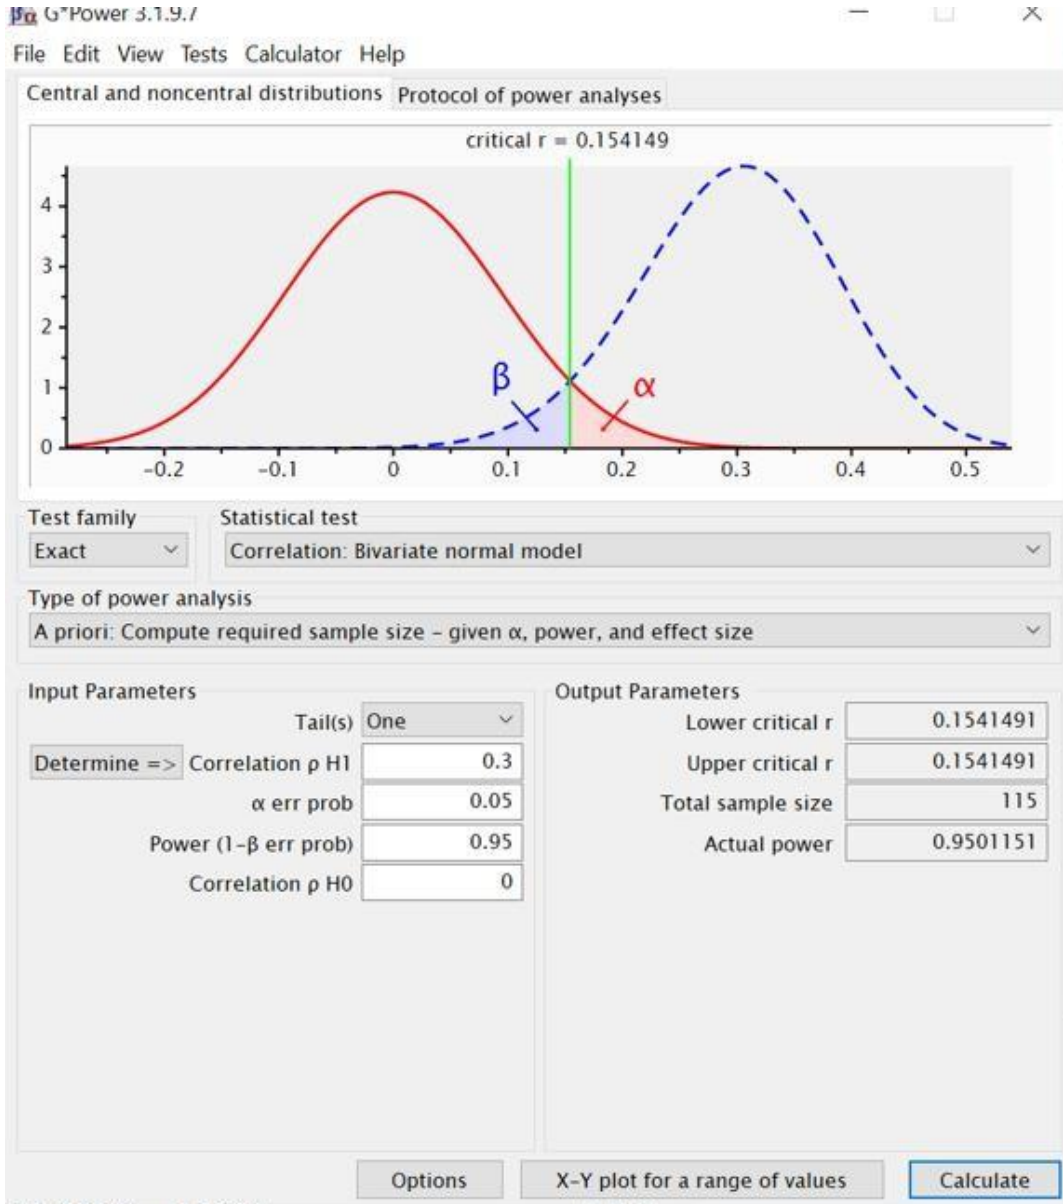 βα G*Power 3.1.9.7
File Edit View Tests Calculator Help
Central and noncentral distributions Protocol of power analyses
critical r = 0.154149
4
3
2
1
0
β
α
-0.2 -0.1 0 0.1 0.2 0.3 0.4 0.5
Test family Statistical test
Exact Correlation: Bivariate normal model
Type of power analysis
A priori: Compute required sample size - given α, power, and effect size
Input Parameters Output Parameters
Tail(s) One Lower critical r 0.1541491
Determine => Correlation ρ H1 0.3 Upper critical r 0.1541491
α err prob 0.05 Total sample size 115
Power (1-β err prob) 0.95 Actual power 0.9501151
Correlation ρ H0 0
Options X-Y plot for a range of values Calculate